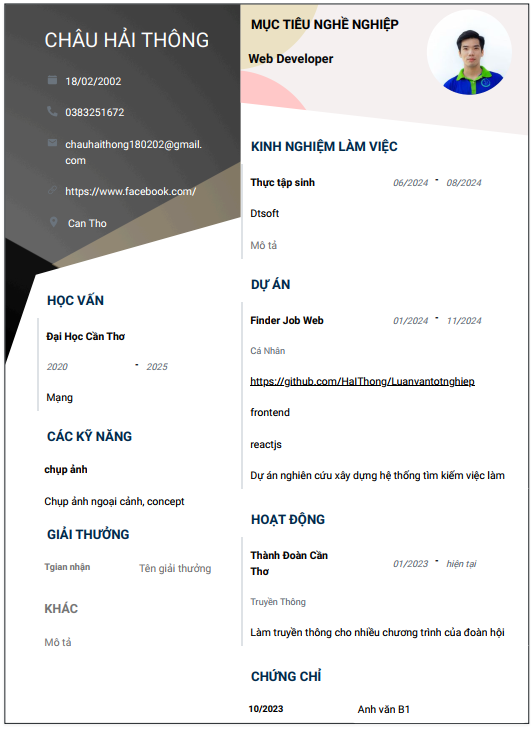 CHÂU HẢI THÔNG
18/02/2002
0383251672
chauhaithong180202@gmail.
com
https://www.facebook.com/
Can Tho
HỌC VẤN
Đại Học Cần Thơ
2020 - 2025
Mạng
CÁC KỸ NĂNG
chụp ảnh
Chụp ảnh ngoại cảnh, concept
GIẢI THƯỞNG
Tgian nhận Tên giải thưởng
KHÁC
Mô tả
MỤC TIÊU NGHỀ NGHIỆP
Web Developer
KINH NGHIỆM LÀM VIỆC
Thực tập sinh 06/2024 - 08/2024
Dtsoft
Mô tả
DỰ ÁN
Finder Job Web 01/2024 - 11/2024
Cá Nhân
https://github.com/HaIThong/Luanvantotnghiep
frontend
reactjs
Dự án nghiên cứu xây dựng hệ thống tìm kiếm việc làm
HOẠT ĐỘNG
Thành Đoàn Cần
Thơ 01/2023 - hiện tại
Truyền Thông
Làm truyền thông cho nhiều chương trình của đoàn hội
CHỨNG CHỈ
10/2023 Anh văn B1